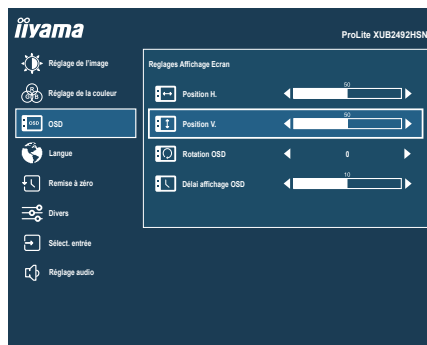 iiyama
ProLite XUB2492HSN
Réglage de l'image
Réglage de la couleur
R
G B
OSD
OSD
Langue
Remise à zéro
Divers
Sélect. entrée
Réglage audio
Reglages Affichage Ecran
Position H.
50
Position V.
50
Rotation OSD
0
Délai affichage OSD
10